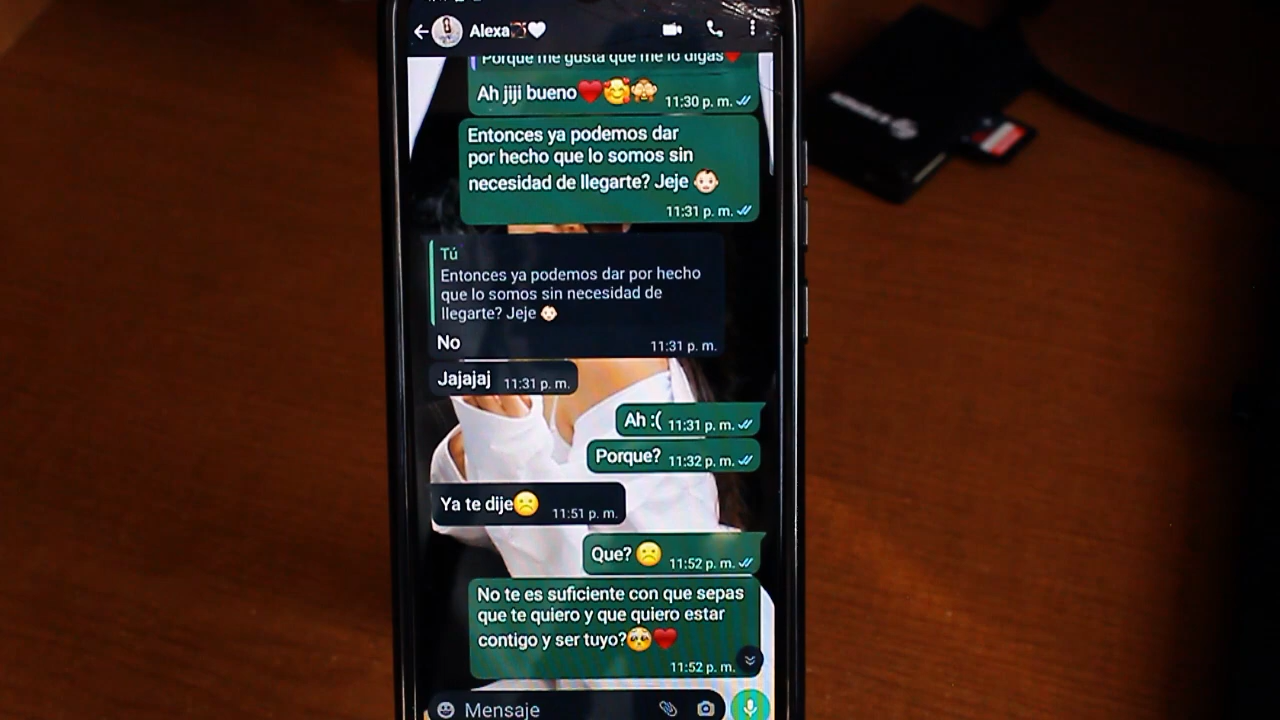 Alexa
Porque me gusta que me lo digas❤️
Ah jiji bueno❤️🥰🙈
11:30 p. m.
Entonces ya podemos dar
por hecho que lo somos sin
necesidad de llegarte? Jeje 👶🏻
11:31 p. m.
Tú
Entonces ya podemos dar por hecho
que lo somos sin necesidad de
llegarte? Jeje 👶🏻
No
11:31 p. m.
Jajajaj 11:31 p. m.
Ah :( 11:31 p. m.
Porque? 11:32 p. m.
Ya te dije☹️ 11:51 p. m.
Que? ☹️ 11:52 p. m.
No te es suficiente con que sepas
que te quiero y que quiero estar
contigo y ser tuyo?🥺❤️
11:52 p. m.
Mensaje